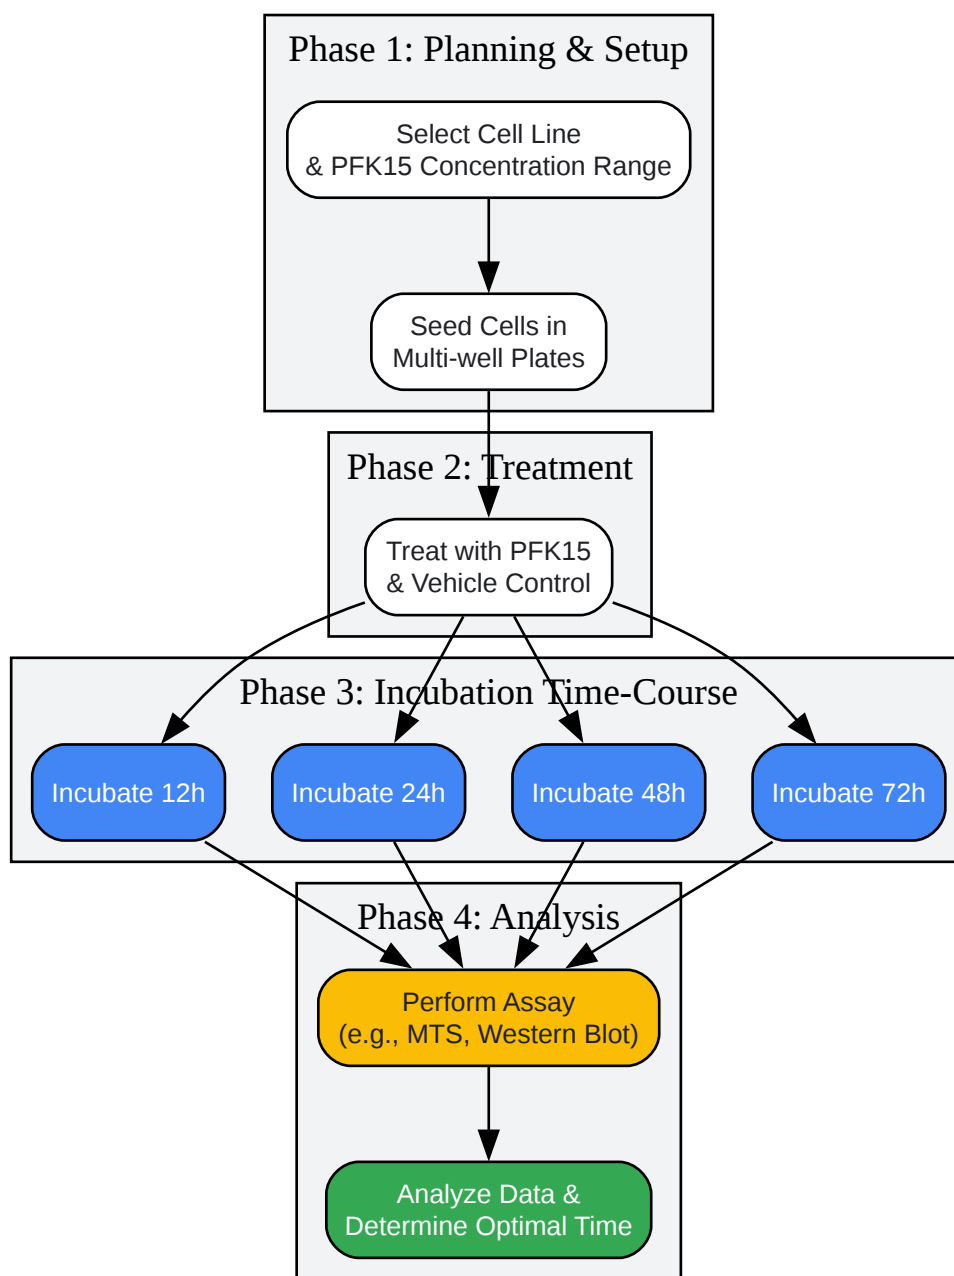 Phase 1: Planning & Setup
Select Cell Line
& PFK15 Concentration Range
Seed Cells in
Multi-well Plates
Phase 2: Treatment
Treat with PFK15
& Vehicle Control
Phase 3: Incubation Time-Course
Incubate 12h
Incubate 24h
Incubate 48h
Incubate 72h
Phase 4: Analysis
Perform Assay
(e.g., MTS, Western Blot)
Analyze Data &
Determine Optimal Time